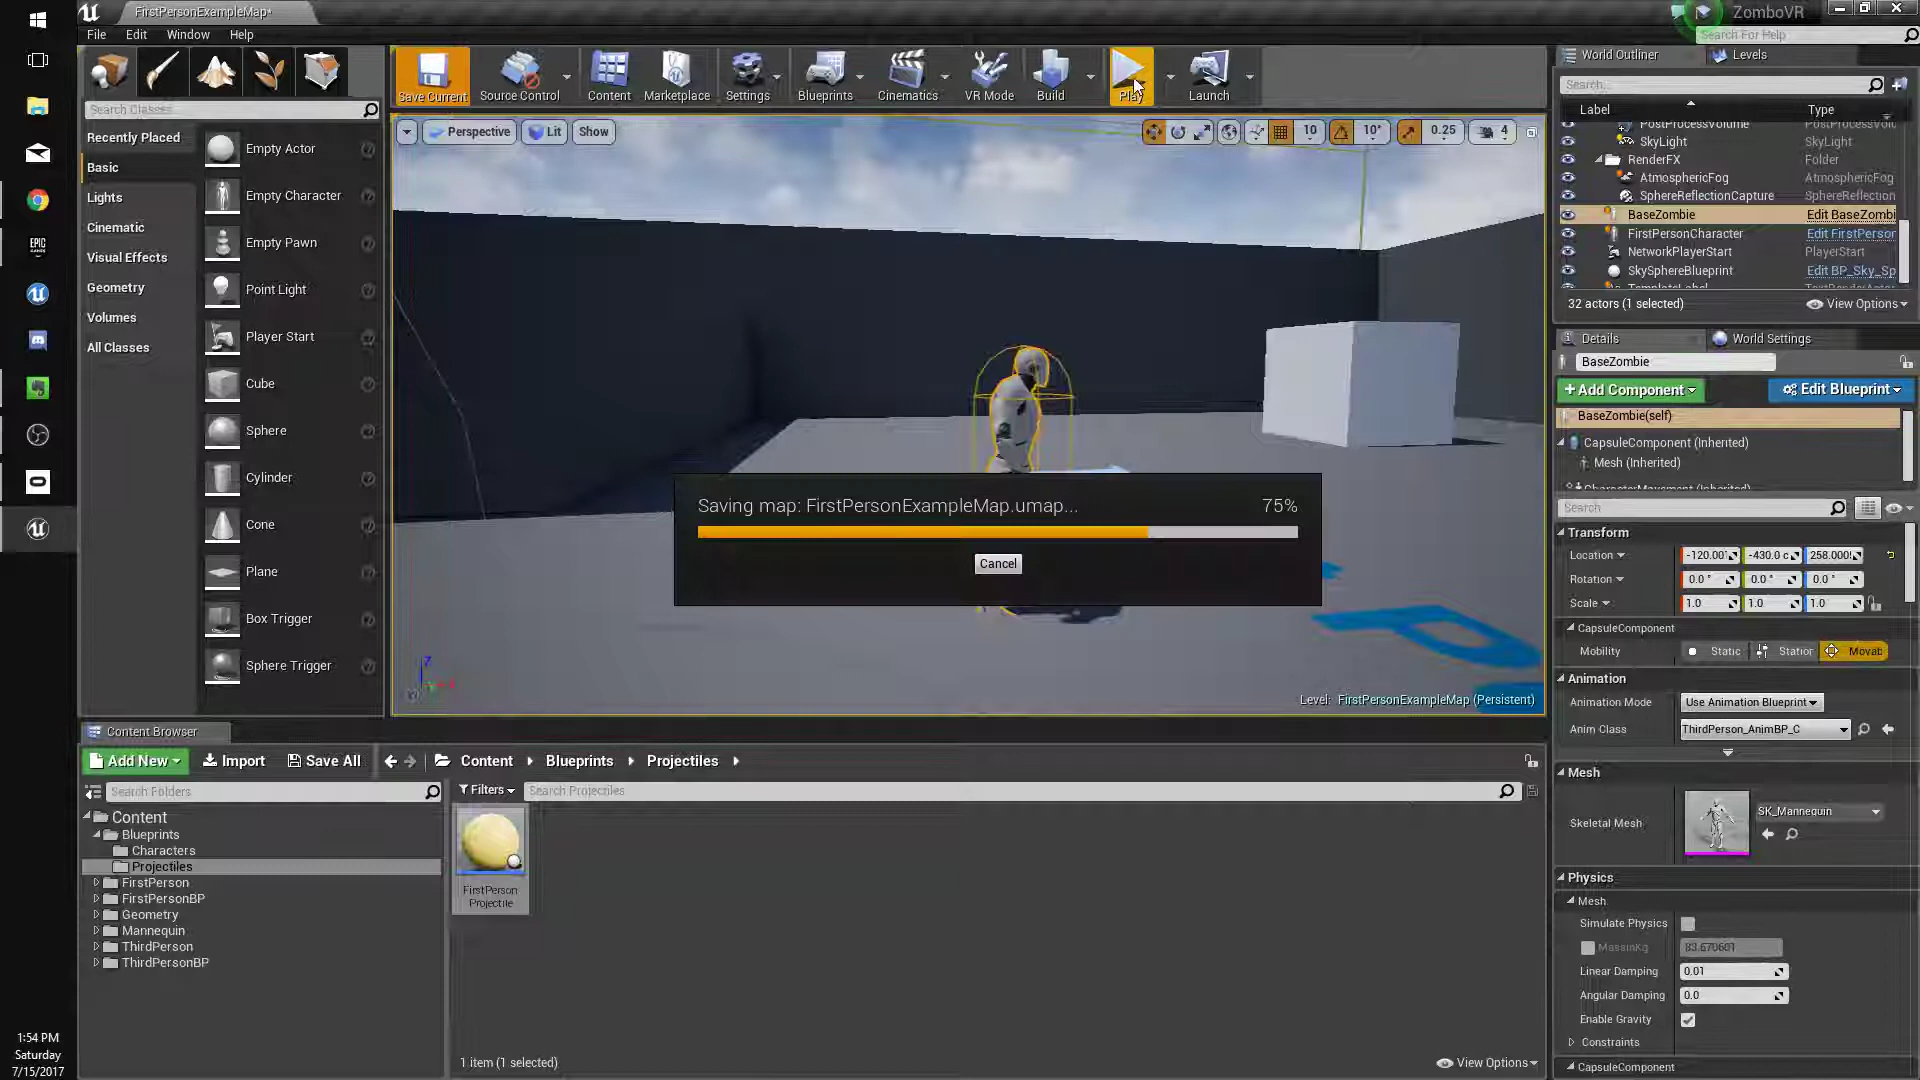 FirstPersonExampleMap*
ZomboVR
File Edit Window Help
Search For Help
Save Current
Source Control
Content
Marketplace
Settings
Blueprints
Cinematics
VR Mode
Build
Play
Launch
Search Classes
Recently Placed
Basic
Lights
Cinematic
Visual Effects
Geometry
Volumes
All Classes
Empty Actor
Empty Character
Empty Pawn
Point Light
Player Start
Cube
Sphere
Cylinder
Cone
Plane
Box Trigger
Sphere Trigger
Perspective Lit Show
10 10° 0.25 4
Saving map: FirstPersonExampleMap.umap... 75%
Cancel
Level: FirstPersonExampleMap (Persistent)
World Outliner Levels
Search...
Label Type
PostProcessVolume PostProcessVolu
SkyLight SkyLight
RenderFX Folder
AtmosphericFog AtmosphericFog
SphereReflectionCapture SphereReflection
BaseZombie Edit BaseZombi
FirstPersonCharacter Edit FirstPerson
NetworkPlayerStart PlayerStart
SkySphereBlueprint Edit BP_Sky_Sp
32 actors (1 selected) View Options
Details World Settings
BaseZombie
+Add Component Edit Blueprint
BaseZombie(self)
CapsuleComponent (Inherited)
Mesh (Inherited)
CharacterMovement (Inherited)
Search
Transform
Location -120.00 -430.0 c 258.000
Rotation 0.0 ° 0.0 ° 0.0 °
Scale 1.0 1.0 1.0
CapsuleComponent
Mobility Static Station Movab
Animation
Animation Mode Use Animation Blueprint
Anim Class ThirdPerson_AnimBP_C
Mesh
Skeletal Mesh SK_Mannequin
Physics
Mesh
Simulate Physics
MassInKg 83.670601
Linear Damping 0.01
Angular Damping 0.0
Enable Gravity
Constraints
CapsuleComponent
Content Browser
Add New Import Save All Content Blueprints Projectiles
Search Folders
Filters Search Projectiles
Content
Blueprints
Characters
Projectiles
FirstPerson
FirstPersonBP
Geometry
Mannequin
ThirdPerson
ThirdPersonBP
FirstPerson
Projectile
1 item (1 selected) View Options
EPIC
GAMES
1:54 PM
Saturday
7/15/2017